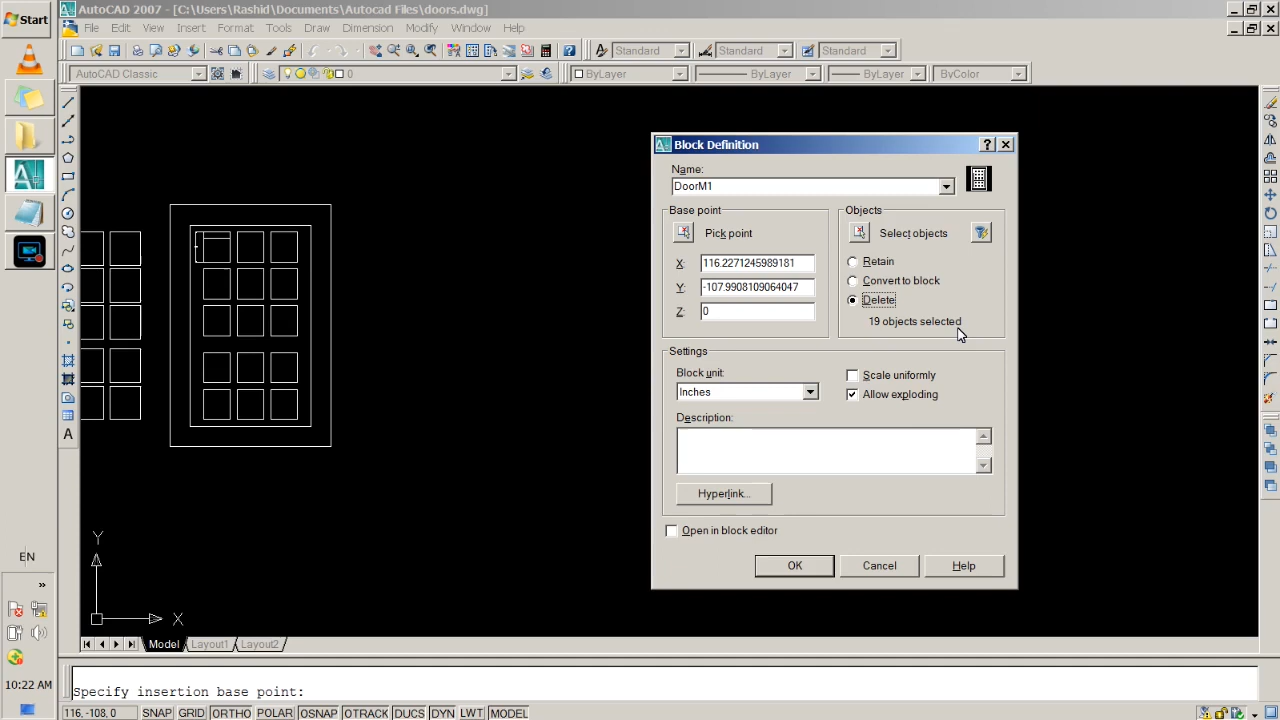 Start
AutoCAD 2007 - [C:\Users\Rashid\Documents\Autocad Files\doors.dwg]
File Edit View Insert Format Tools Draw Dimension Modify Window Help
Standard Standard Standard
AutoCAD Classic 0 ByLayer ByLayer ByLayer ByColor
Block Definition
Name:
DoorM1
Base point
Pick point
X: 116.2271245989181
Y: -107.9908109064047
Z: 0
Objects
Select objects
Retain
Convert to block
Delete
19 objects selected
Settings
Block unit:
Inches
Scale uniformly
Allow exploding
Description:
Hyperlink...
Open in block editor
OK Cancel Help
Y
X
A
EN
Model Layout1 Layout2
10:22 AM
Specify insertion base point:
116, -108, 0 SNAP GRID ORTHO POLAR OSNAP OTRACK DUCS DYN LWT MODEL